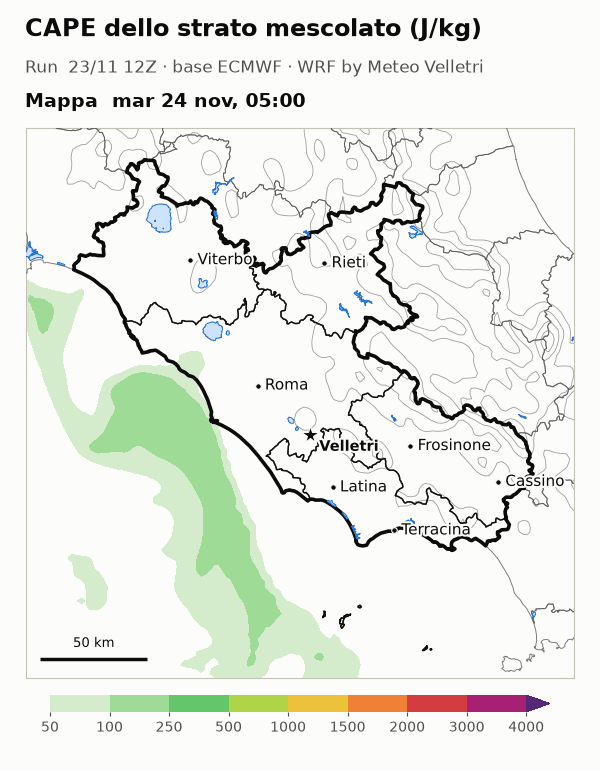 CAPE dello strato mescolato (J/kg)
Run  23/11 12Z · base ECMWF · WRF by Meteo Velletri
Mappa  mar 24 nov, 05:00
Viterbo
Rieti
Roma
Velletri
Frosinone
Cassino
Latina
Terracina
50 km
50 100 250 500 1000 1500 2000 3000 4000